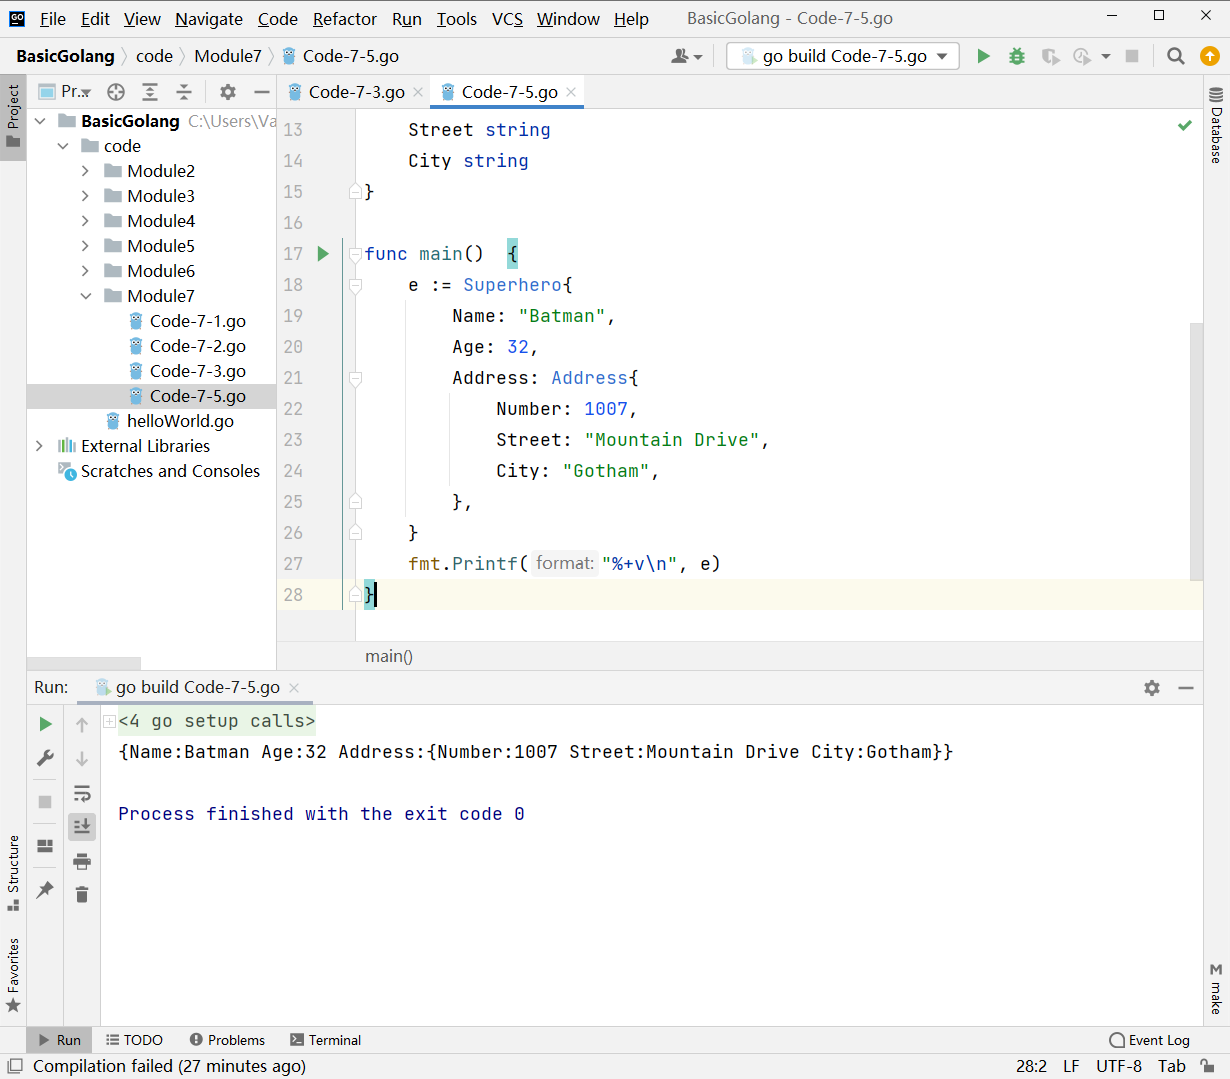 GO File Edit View Navigate Code Refactor Run Tools VCS Window Help BasicGolang - Code-7-5.go
BasicGolang code Module7 Code-7-5.go go build Code-7-5.go
Project
Pr...
Code-7-3.go
Code-7-5.go
BasicGolang C:\Users\Va
code
Module2
Module3
Module4
Module5
Module6
Module7
Code-7-1.go
Code-7-2.go
Code-7-3.go
Code-7-5.go
helloWorld.go
External Libraries
Scratches and Consoles
13 Street string
14 City string
15 }
16
17 func main() {
18 e := Superhero{
19 Name: "Batman",
20 Age: 32,
21 Address: Address{
22 Number: 1007,
23 Street: "Mountain Drive",
24 City: "Gotham",
25 },
26 }
27 fmt.Printf( format: "%+v\n", e)
28 }
main()
Database
make
Run: go build Code-7-5.go
<4 go setup calls>
{Name:Batman Age:32 Address:{Number:1007 Street:Mountain Drive City:Gotham}}
Process finished with the exit code 0
Structure
Favorites
Run TODO Problems Terminal Event Log
Compilation failed (27 minutes ago) 28:2 LF UTF-8 Tab